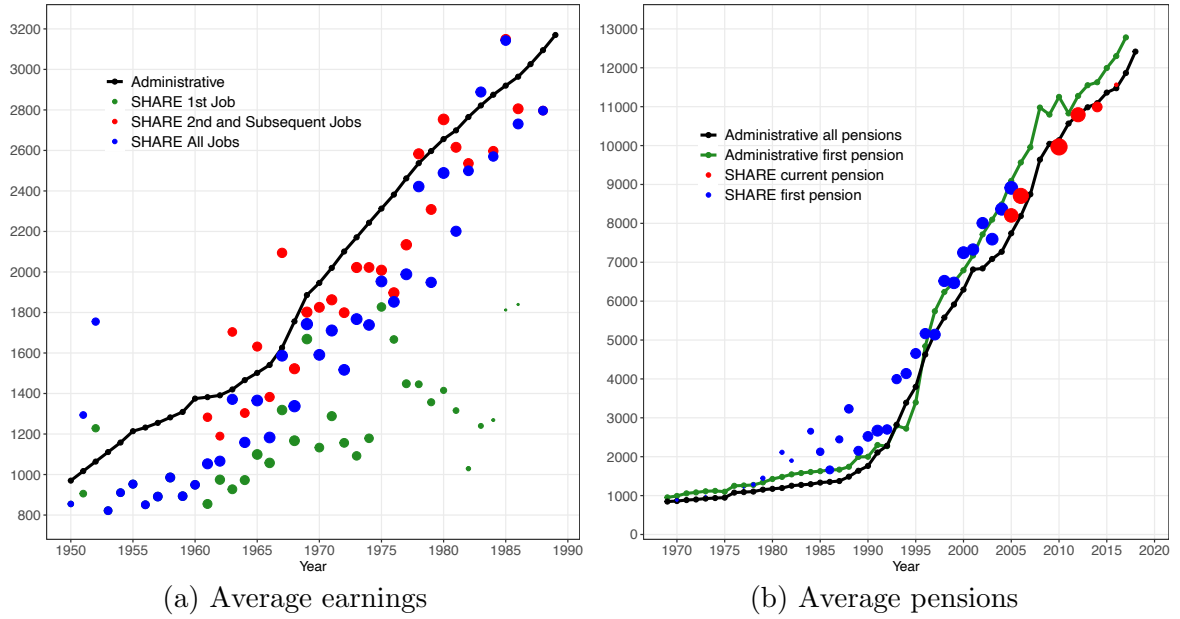 3200
3000
2800
2600
2400
2200
2000
1800
1600
1400
1200
1000
800
Administrative
SHARE 1st Job
SHARE 2nd and Subsequent Jobs
SHARE All Jobs
1950 1955 1960 1965 1970 1975 1980 1985 1990
Year
(a) Average earnings
13000
12000
11000
10000
9000
8000
7000
6000
5000
4000
3000
2000
1000
0
Administrative all pensions
Administrative first pension
SHARE current pension
SHARE first pension
1970 1975 1980 1985 1990 1995 2000 2005 2010 2015 2020
Year
(b) Average pensions